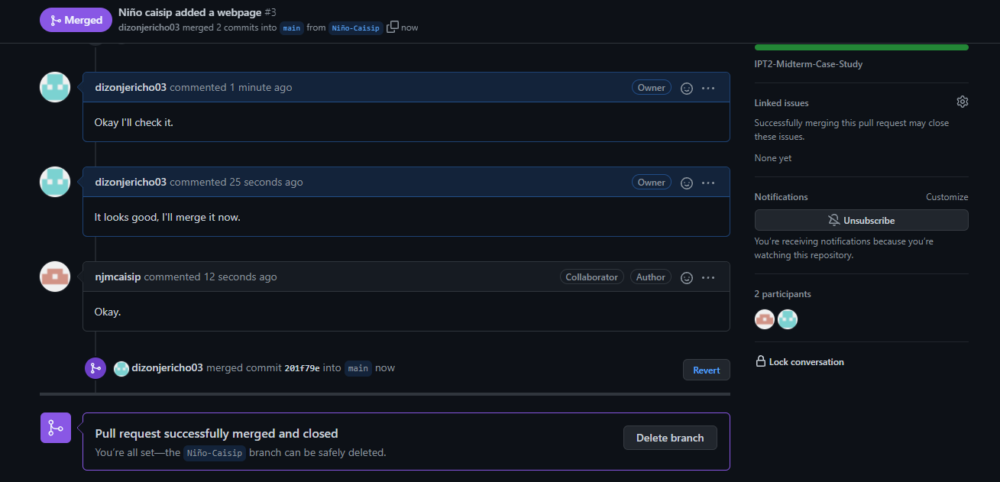 Merged
Niño caisip added a webpage #3
dizonjericho03 merged 2 commits into main from Niño-Caisip now
dizonjericho03 commented 1 minute ago
Owner
Okay I'll check it.
dizonjericho03 commented 25 seconds ago
Owner
It looks good, I'll merge it now.
njmcaisip commented 12 seconds ago
Collaborator
Author
Okay.
dizonjericho03 merged commit 201f79e into main now
Revert
Pull request successfully merged and closed
You're all set—the Niño-Caisip branch can be safely deleted.
Delete branch
IPT2-Midterm-Case-Study
Linked issues
Successfully merging this pull request may close
these issues.
None yet
Notifications
Customize
Unsubscribe
You're receiving notifications because you're
watching this repository.
2 participants
Lock conversation